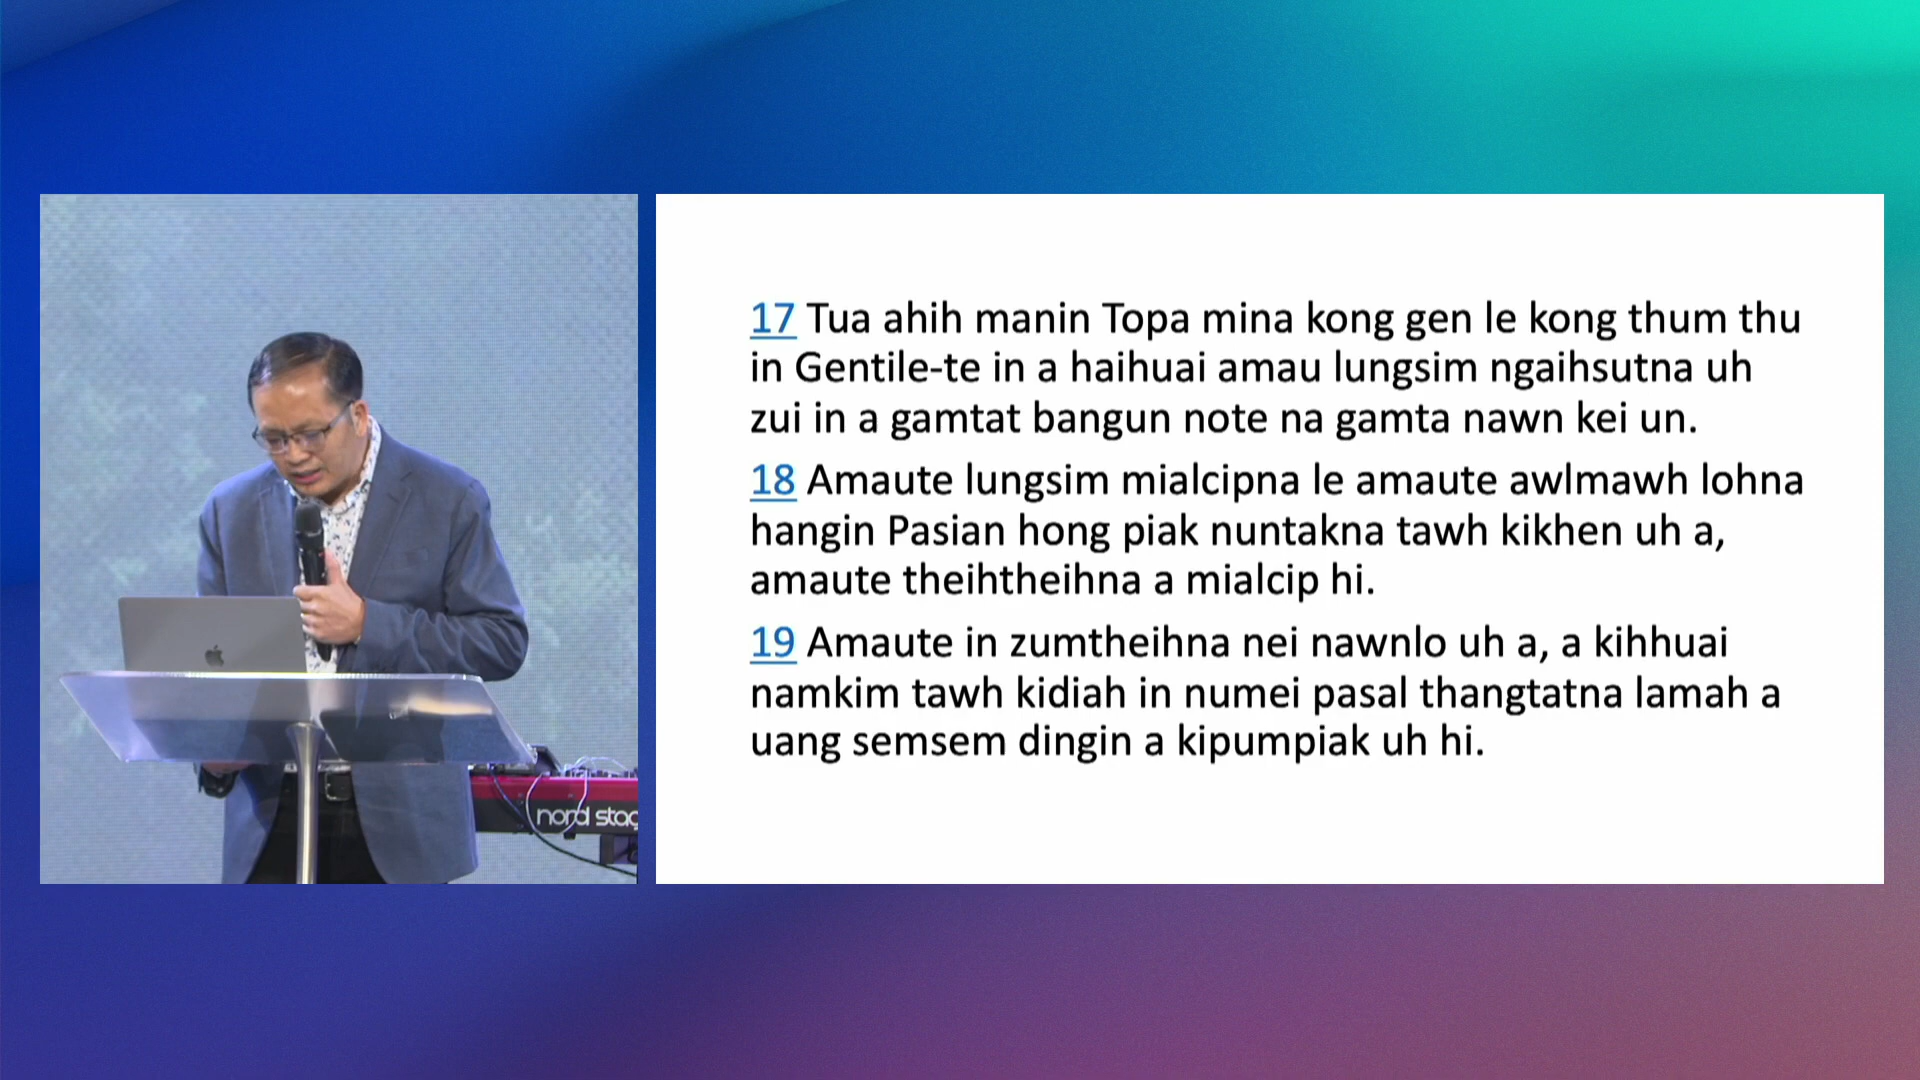 17 Tua ahih manin Topa mina kong gen le kong thum thu
in Gentile-te in a haihuai amau lungsim ngaihsutna uh
zui in a gamtat bangun note na gamta nawn kei un.
18 Amaute lungsim mialcipna le amaute awlmawh lohna
hangin Pasian hong piak nuntakna tawh kikhen uh a,
amaute theihtheihna a mialcip hi.
19 Amaute in zumtheihna nei nawnlo uh a, a kihhuai
namkim tawh kidiah in numei pasal thangtatna lamah a
uang semsem dingin a kipumpiak uh hi.
nord stag